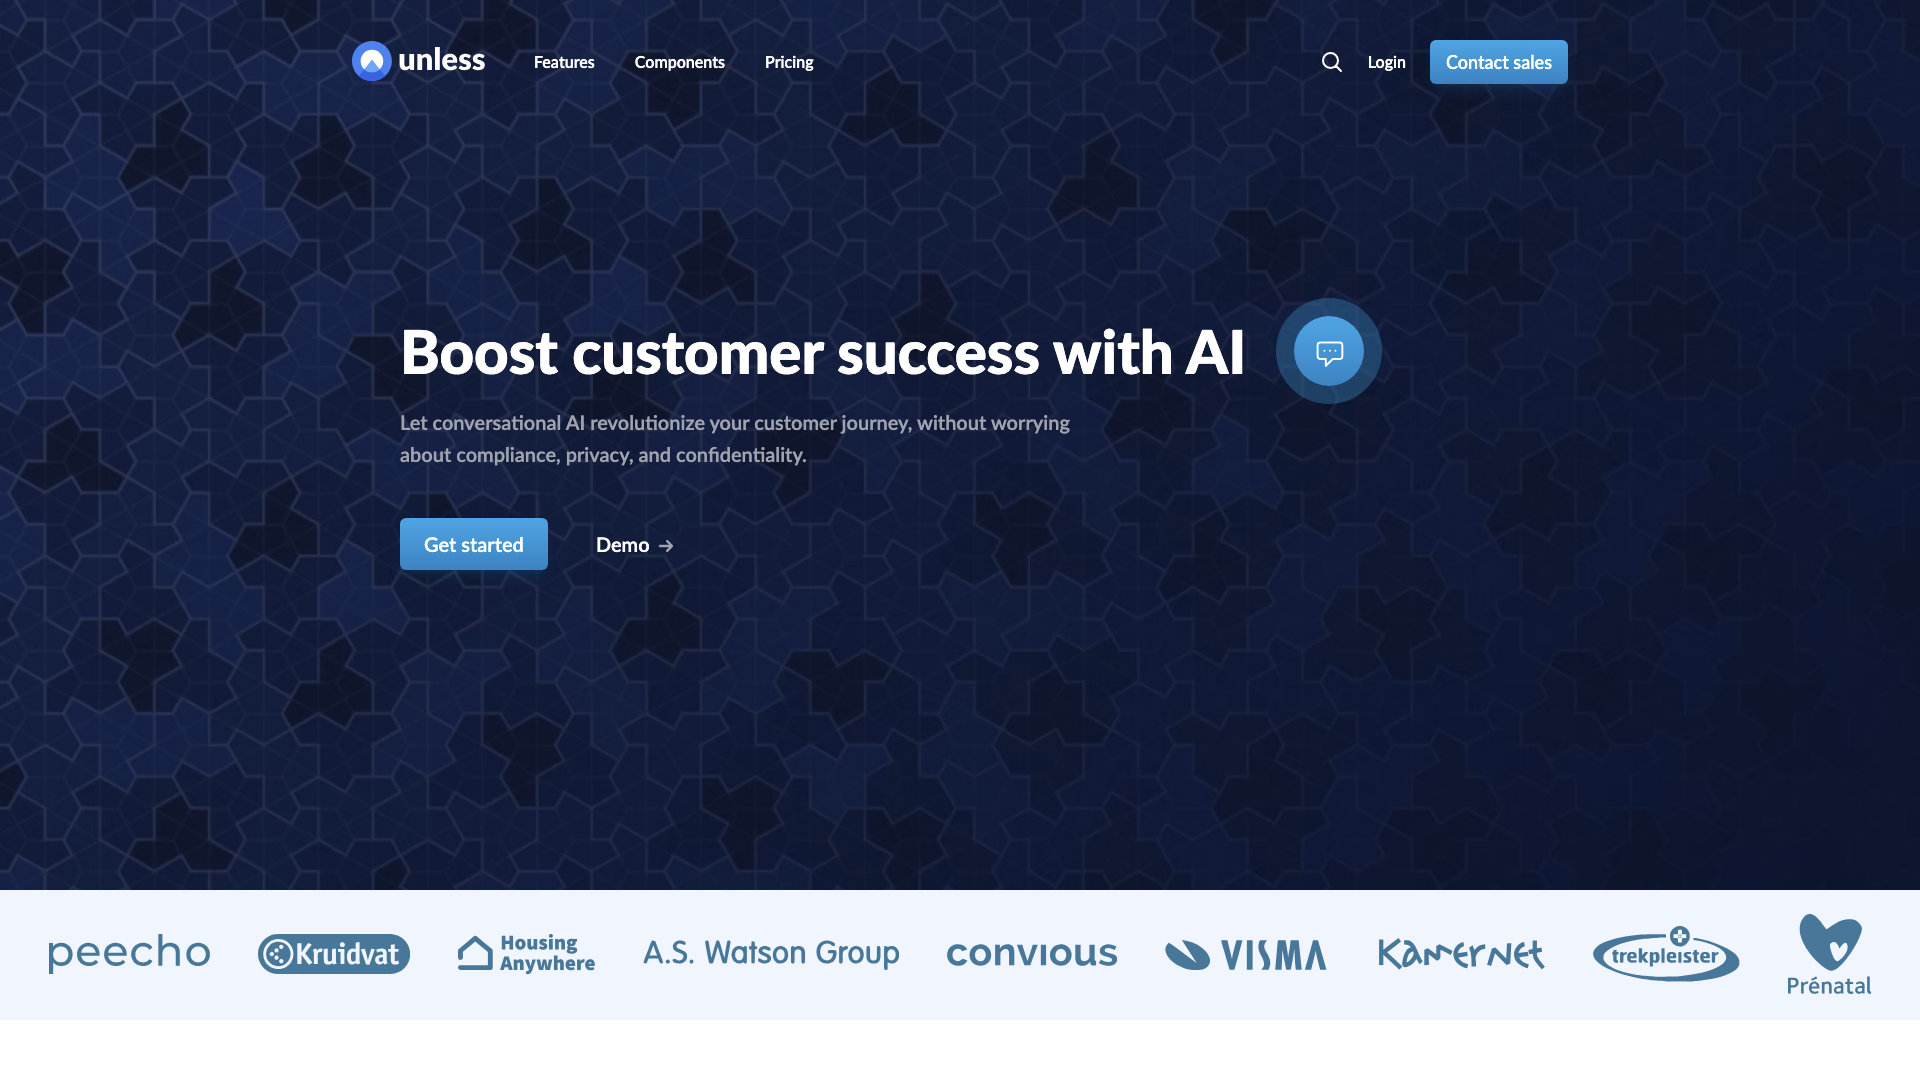 unless
Features
Components
Pricing
Login
Contact sales
Boost customer success with AI
Let conversational AI revolutionize your customer journey, without worrying
about compliance, privacy, and confidentiality.
Get started
Demo →
peecho
Kruidvat
Housing
Anywhere
A.S. Watson Group
convious
VISMA
Kamernet
trekpleister
Prénatal